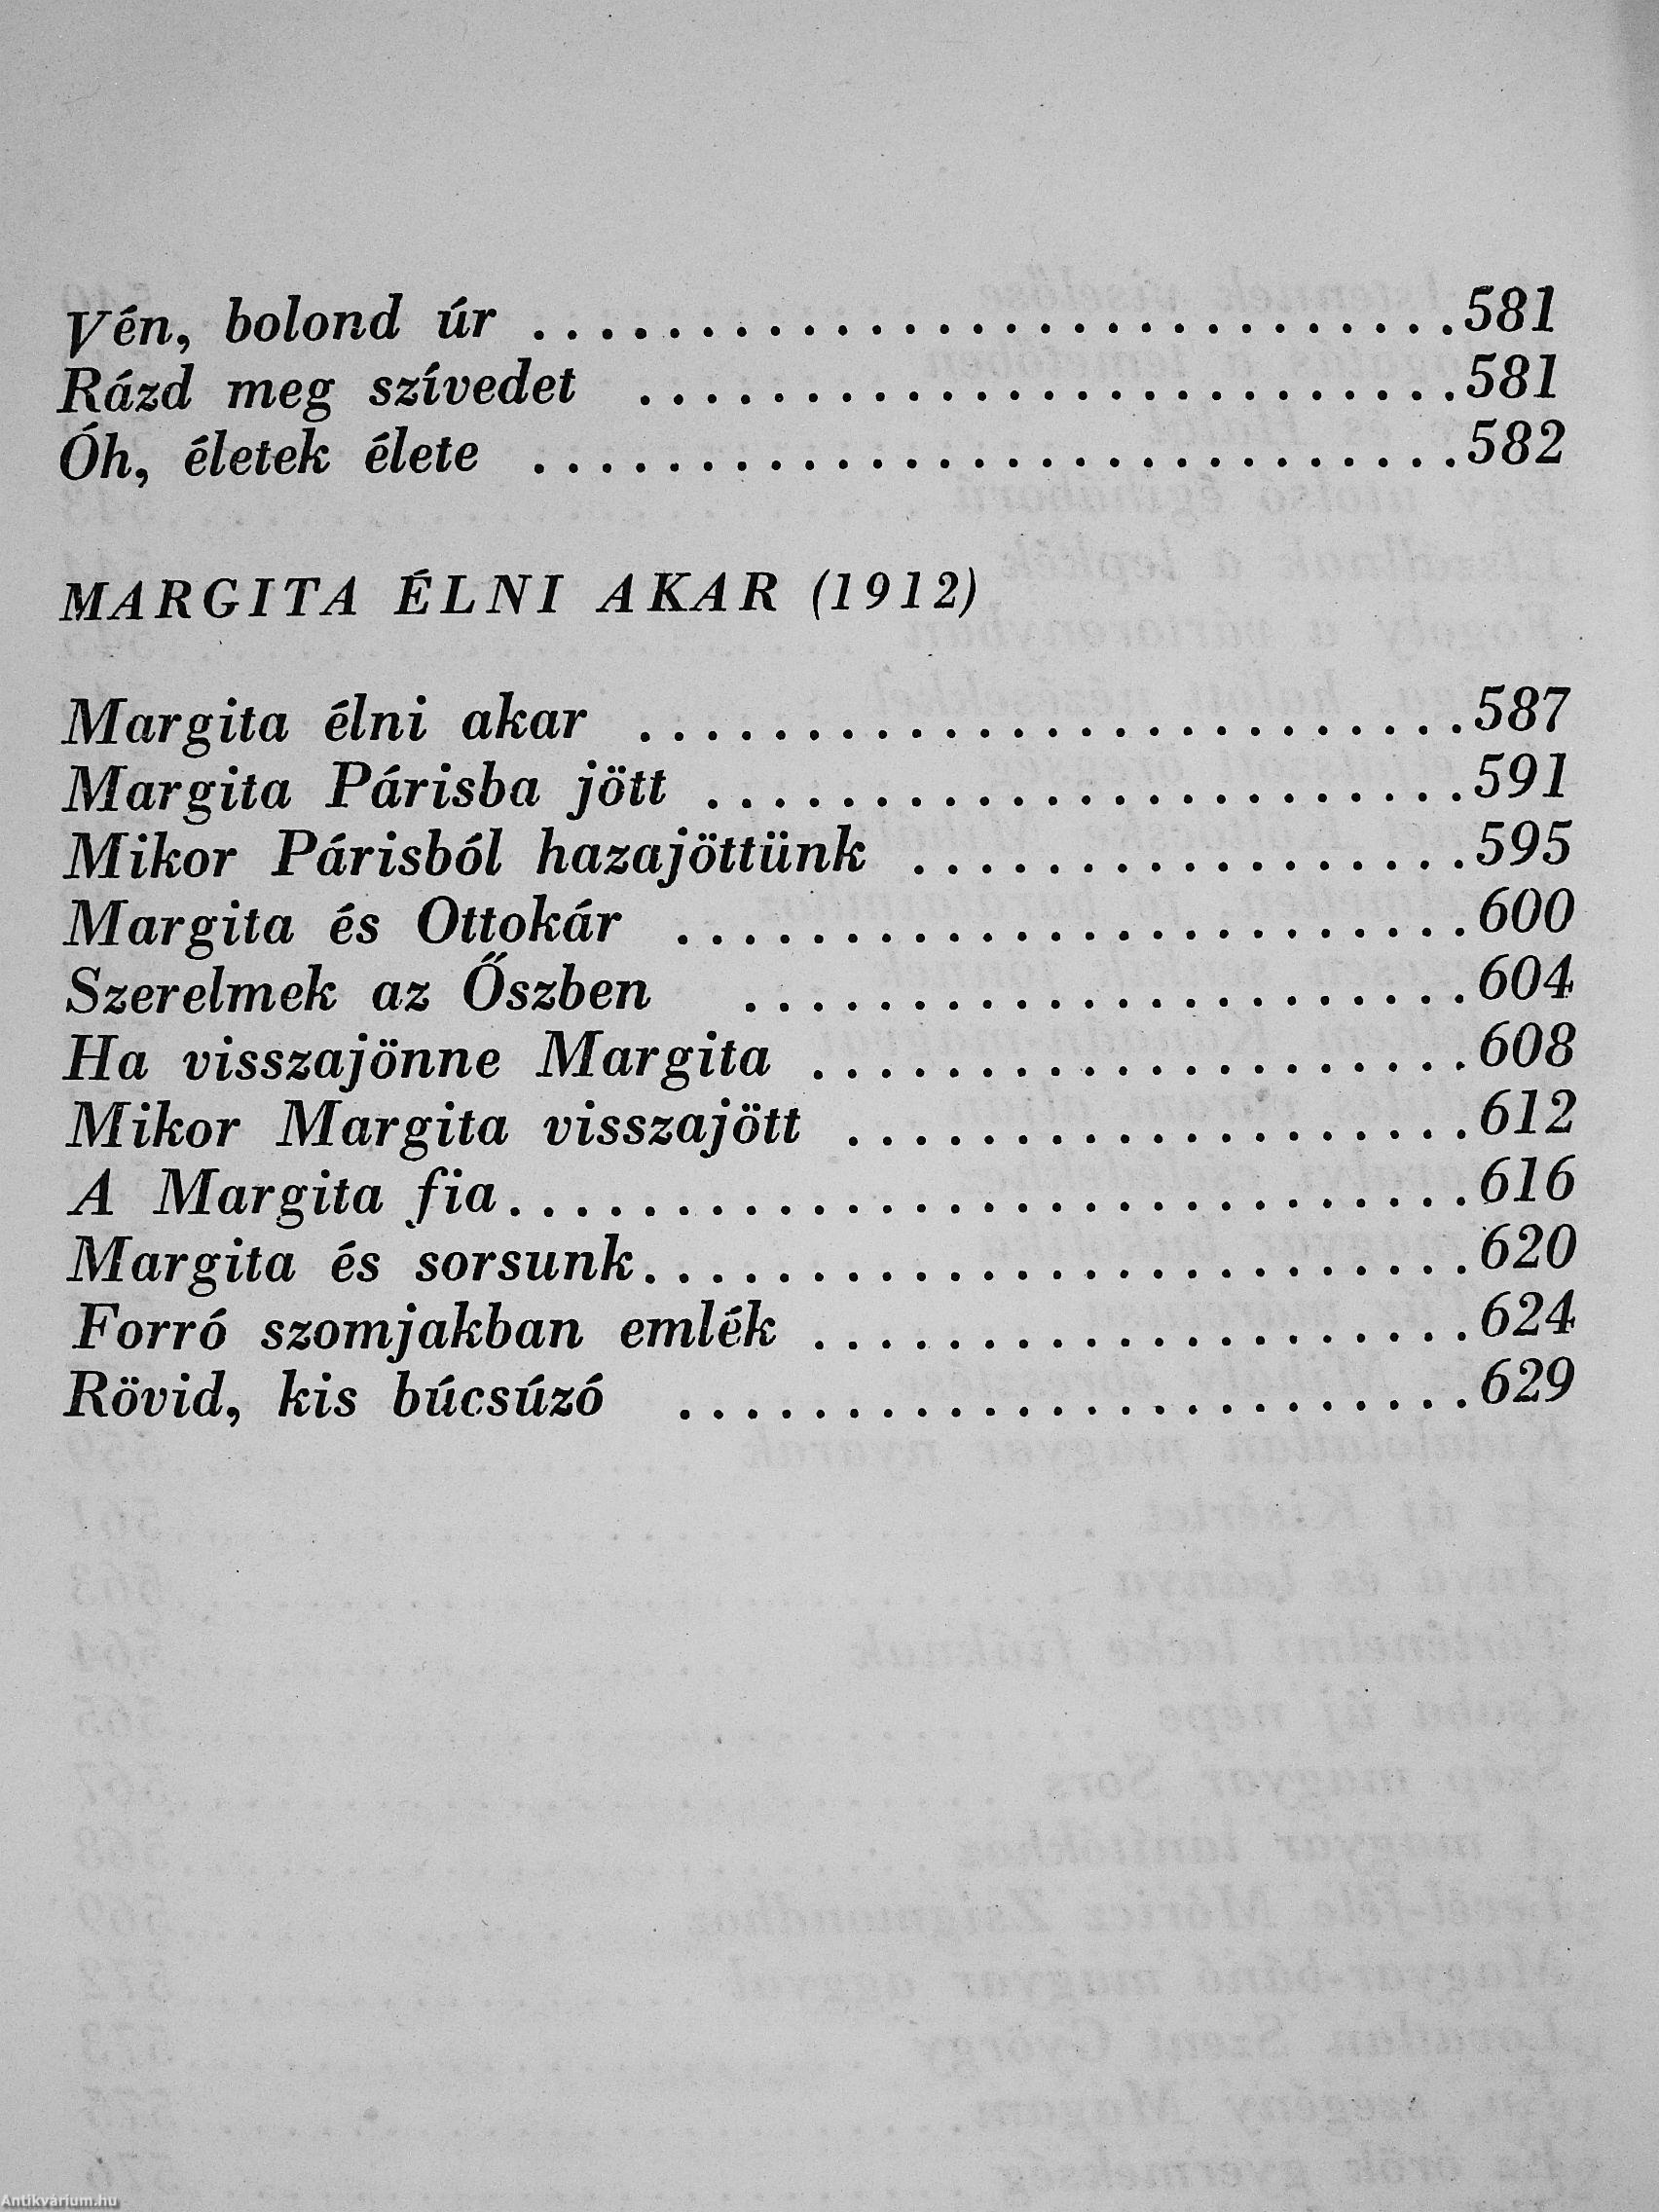 Vén, bolond úr . . . . . . . . . . . . . . . . . . . . . . . . . . . . 581
Rázd meg szívedet . . . . . . . . . . . . . . . . . . . . . . . . . 581
Óh, életek élete . . . . . . . . . . . . . . . . . . . . . . . . . . . . 582
MARGITA ÉLNI AKAR (1912)
Margita élni akar . . . . . . . . . . . . . . . . . . . . . . . . . 587
Margita Párisba jött . . . . . . . . . . . . . . . . . . . . . . . 591
Mikor Párisból hazajöttünk . . . . . . . . . . . . . . . . . 595
Margita és Ottokár . . . . . . . . . . . . . . . . . . . . . . . . 600
Szerelmek az Őszben . . . . . . . . . . . . . . . . . . . . . . 604
Ha visszajönne Margita . . . . . . . . . . . . . . . . . . . . 608
Mikor Margita visszajött . . . . . . . . . . . . . . . . . . . 612
A Margita fia . . . . . . . . . . . . . . . . . . . . . . . . . . . . . 616
Margita és sorsunk . . . . . . . . . . . . . . . . . . . . . . . . . 620
Forró szomjakban emlék . . . . . . . . . . . . . . . . . . . . 624
Rövid, kis búcsúzó . . . . . . . . . . . . . . . . . . . . . . . . 629
Antikvárium.hu